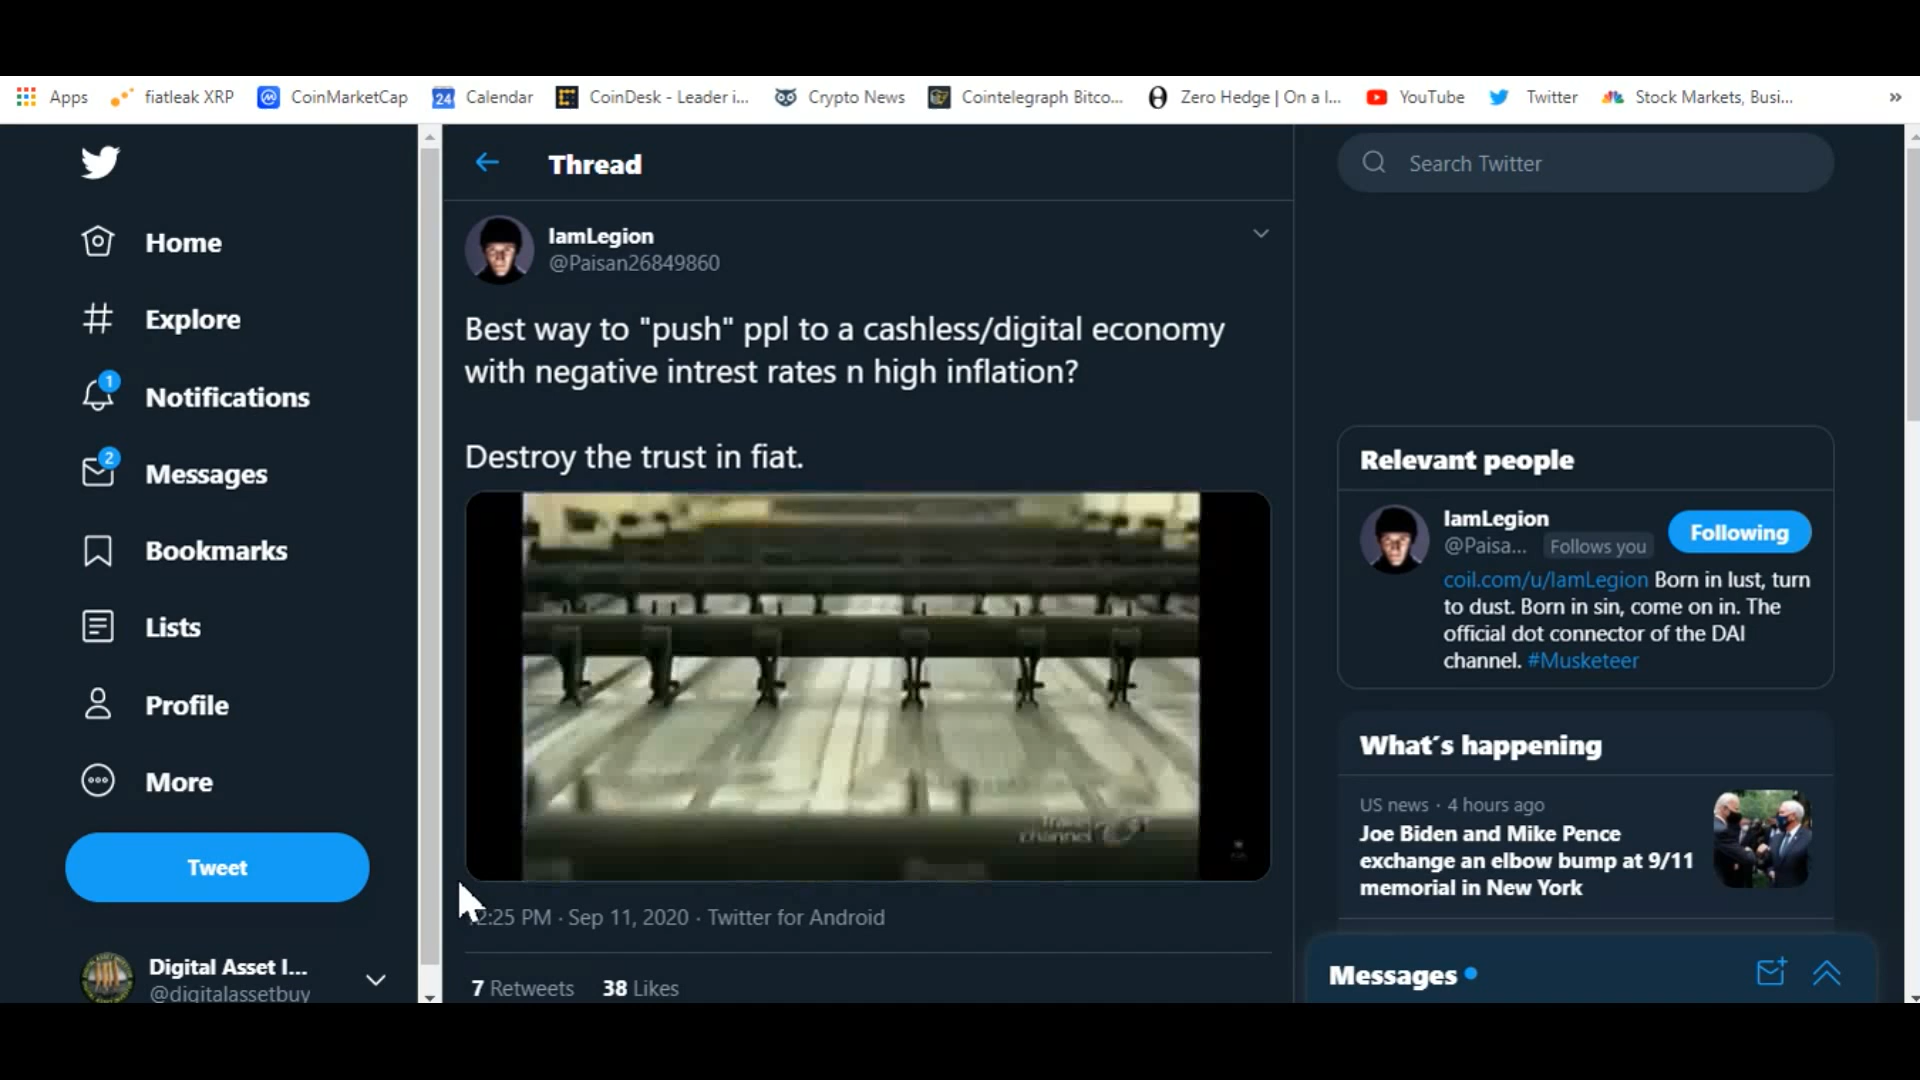 Apps
fiatleak XRP
CoinMarketCap
24
Calendar
CoinDesk - Leader i...
Crypto News
Cointelegraph Bitco...
Zero Hedge | On a l...
YouTube
Twitter
Stock Markets, Busi...
»
Home
Explore
1
Notifications
2
Messages
Bookmarks
Lists
Profile
More
Tweet
Digital Asset I...
@digitalassetbuy
Thread
IamLegion
@Paisan26849860
Best way to "push" ppl to a cashless/digital economy
with negative intrest rates n high inflation?
Destroy the trust in fiat.
Travel
channel
2:25 PM · Sep 11, 2020 · Twitter for Android
7 Retweets 38 Likes
Search Twitter
Relevant people
IamLegion
@Paisa... Follows you
Following
coil.com/u/IamLegion Born in lust, turn
to dust. Born in sin, come on in. The
official dot connector of the DAI
channel. #Musketeer
What´s happening
US news · 4 hours ago
Joe Biden and Mike Pence
exchange an elbow bump at 9/11
memorial in New York
Messages